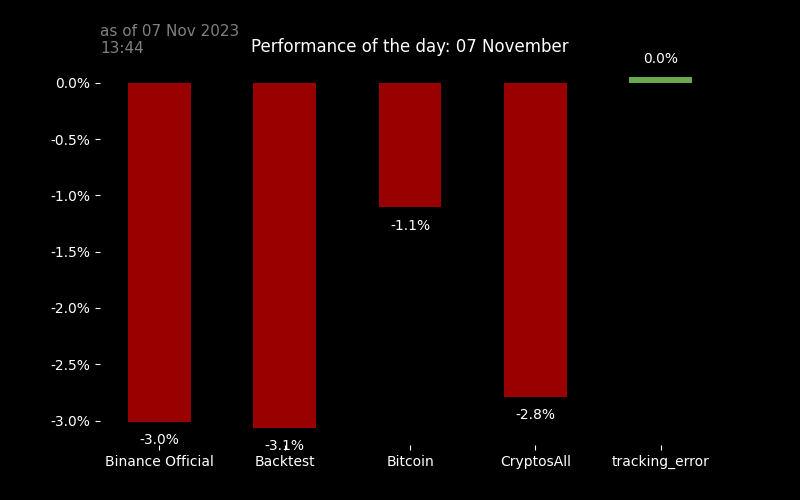 as of 07 Nov 2023
13:44
Performance of the day: 07 November
0.0%
0.0%
-0.5%
-1.0%
-1.1%
-1.5%
-2.0%
-2.5%
-2.8%
-3.0%
-3.0%
-3.1%
Binance Official
Backtest
Bitcoin
CryptosAll
tracking_error